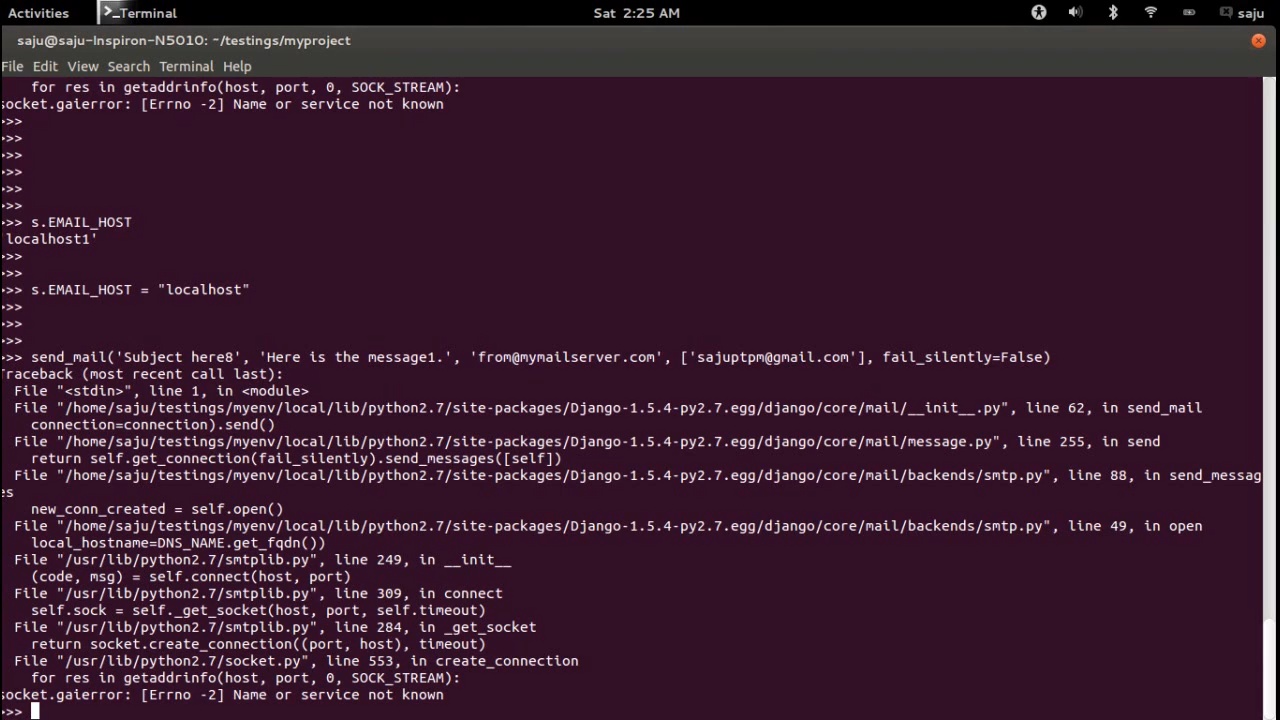 Activities
>_Terminal
Sat 2:25 AM
saju
saju@saju-Inspiron-N5010: ~/testings/myproject
File Edit View Search Terminal Help
for res in getaddrinfo(host, port, 0, SOCK_STREAM):
socket.gaierror: [Errno -2] Name or service not known
>>>
>>>
>>>
>>>
>>>
>>>
>>> s.EMAIL_HOST
'localhost1'
>>>
>>>
>>> s.EMAIL_HOST = "localhost"
>>>
>>>
>>>
>>> send_mail('Subject here8', 'Here is the message1.', 'from@mymailserver.com', ['sajuptpm@gmail.com'], fail_silently=False)
Traceback (most recent call last):
File "<stdin>", line 1, in <module>
File "/home/saju/testings/myenv/local/lib/python2.7/site-packages/Django-1.5.4-py2.7.egg/django/core/mail/__init__.py", line 62, in send_mail
connection=connection).send()
File "/home/saju/testings/myenv/local/lib/python2.7/site-packages/Django-1.5.4-py2.7.egg/django/core/mail/message.py", line 255, in send
return self.get_connection(fail_silently).send_messages([self])
File "/home/saju/testings/myenv/local/lib/python2.7/site-packages/Django-1.5.4-py2.7.egg/django/core/mail/backends/smtp.py", line 88, in send_messag
es
new_conn_created = self.open()
File "/home/saju/testings/myenv/local/lib/python2.7/site-packages/Django-1.5.4-py2.7.egg/django/core/mail/backends/smtp.py", line 49, in open
local_hostname=DNS_NAME.get_fqdn())
File "/usr/lib/python2.7/smtplib.py", line 249, in __init__
(code, msg) = self.connect(host, port)
File "/usr/lib/python2.7/smtplib.py", line 309, in connect
self.sock = self._get_socket(host, port, self.timeout)
File "/usr/lib/python2.7/smtplib.py", line 284, in _get_socket
return socket.create_connection((port, host), timeout)
File "/usr/lib/python2.7/socket.py", line 553, in create_connection
for res in getaddrinfo(host, port, 0, SOCK_STREAM):
socket.gaierror: [Errno -2] Name or service not known
>>>